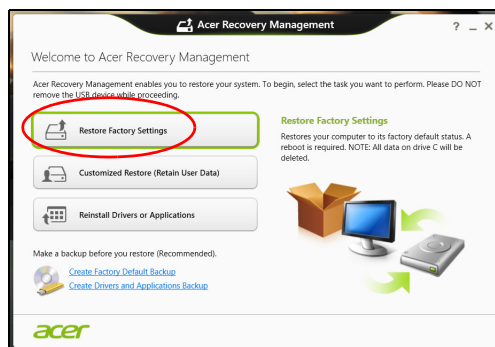 Acer Recovery Management
?
Welcome to Acer Recovery Management
Acer Recovery Management enables you to restore your system. To begin, select the task you want to perform. Please DO NOT
remove the USB device while proceeding.
Restore Factory Settings
Customized Restore (Retain User Data)
Reinstall Drivers or Applications
Restore Factory Settings
Restores your computer to its factory default status. A
reboot is required. NOTE: All data on drive C will be
deleted.
Make a backup before you restore (Recommended).
Create Factory Default Backup
Create Drivers and Applications Backup
acer